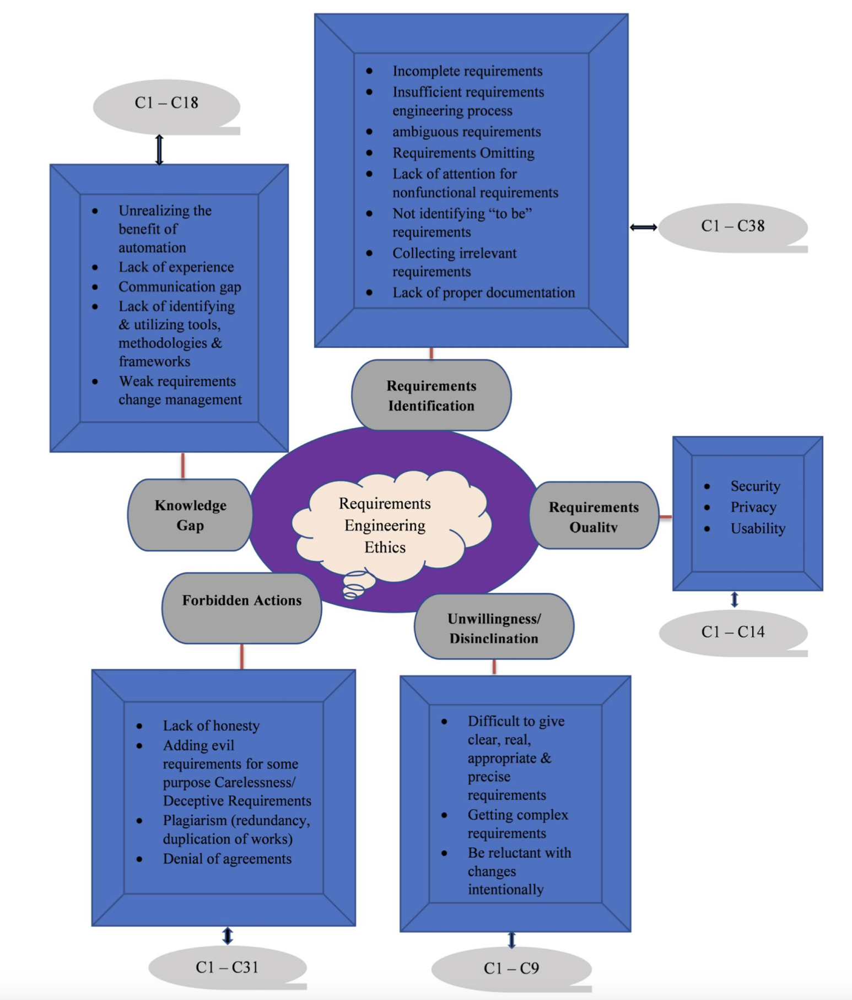 • Incomplete requirements
• Insufficient requirements
engineering process
• ambiguous requirements
• Requirements Omitting
• Lack of attention for
nonfunctional requirements
• Not identifying “to be”
requirements
• Collecting irrelevant
requirements
• Lack of proper documentation
C1 – C18
• Unrealizing the
benefit of
automation
• Lack of experience
• Communication gap
• Lack of identifying
& utilizing tools,
methodologies &
frameworks
• Weak requirements
change management
C1 – C38
Requirements
Identification
Knowledge
Gap
Requirements
Engineering
Ethics
Requirements
Quality
• Security
• Privacy
• Usability
C1 – C14
Forbidden Actions
Unwillingness/
Disinclination
• Lack of honesty
• Adding evil
requirements for some
purpose Carelessness/
Deceptive Requirements
• Plagiarism (redundancy,
duplication of works)
• Denial of agreements
• Difficult to give
clear, real,
appropriate &
precise
requirements
• Getting complex
requirements
• Be reluctant with
changes
intentionally
C1 – C31
C1 – C9